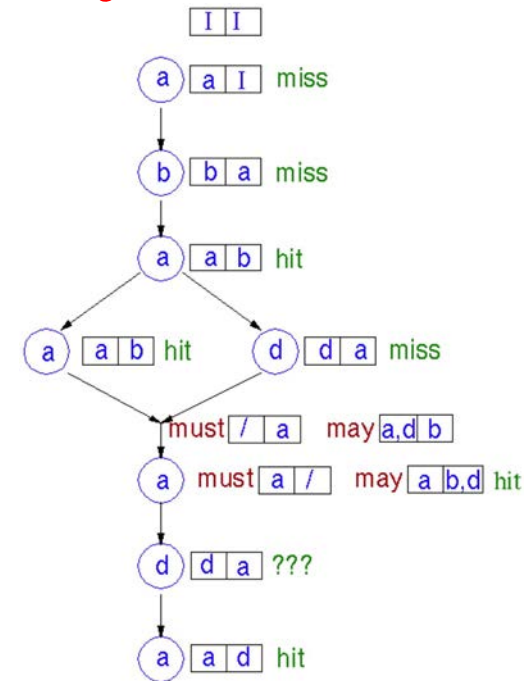 I I
a a I miss
b b a miss
a a b hit
a a b hit d d a miss
must / a may a,d b
a must a / may a b,d hit
d d a ???
a a d hit